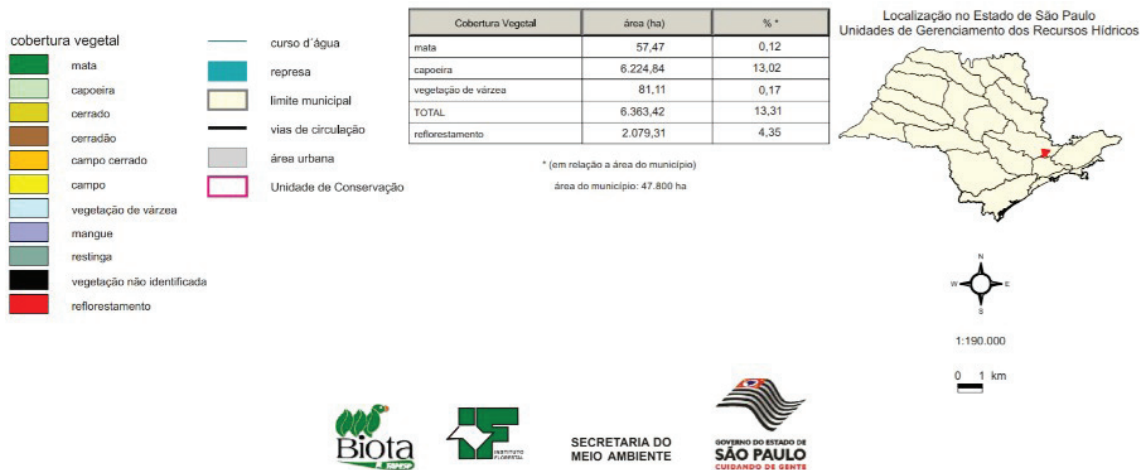 cobertura vegetal
mata
capoeira
cerrado
cerradão
campo cerrado
campo
vegetação de várzea
mangue
restinga
vegetação não identificada
reflorestamento
curso d´água
represa
limite municipal
vias de circulação
área urbana
Unidade de Conservação
Cobertura Vegetal área (ha) % *
mata 57,47 0,12
capoeira 6.224,84 13,02
vegetação de várzea 81,11 0,17
TOTAL 6.363,42 13,31
reflorestamento 2.079,31 4,35
* (em relação a área do município)
área do município: 47.800 ha
Localização no Estado de São Paulo
Unidades de Gerenciamento dos Recursos Hídricos
N
W E
S
1:190.000
0 1 km
Biota
FAPESP
IF
INSTITUTO
FLORESTAL
SECRETARIA DO
MEIO AMBIENTE
GOVERNO DO ESTADO DE
SÃO PAULO
CUIDANDO DE GENTE